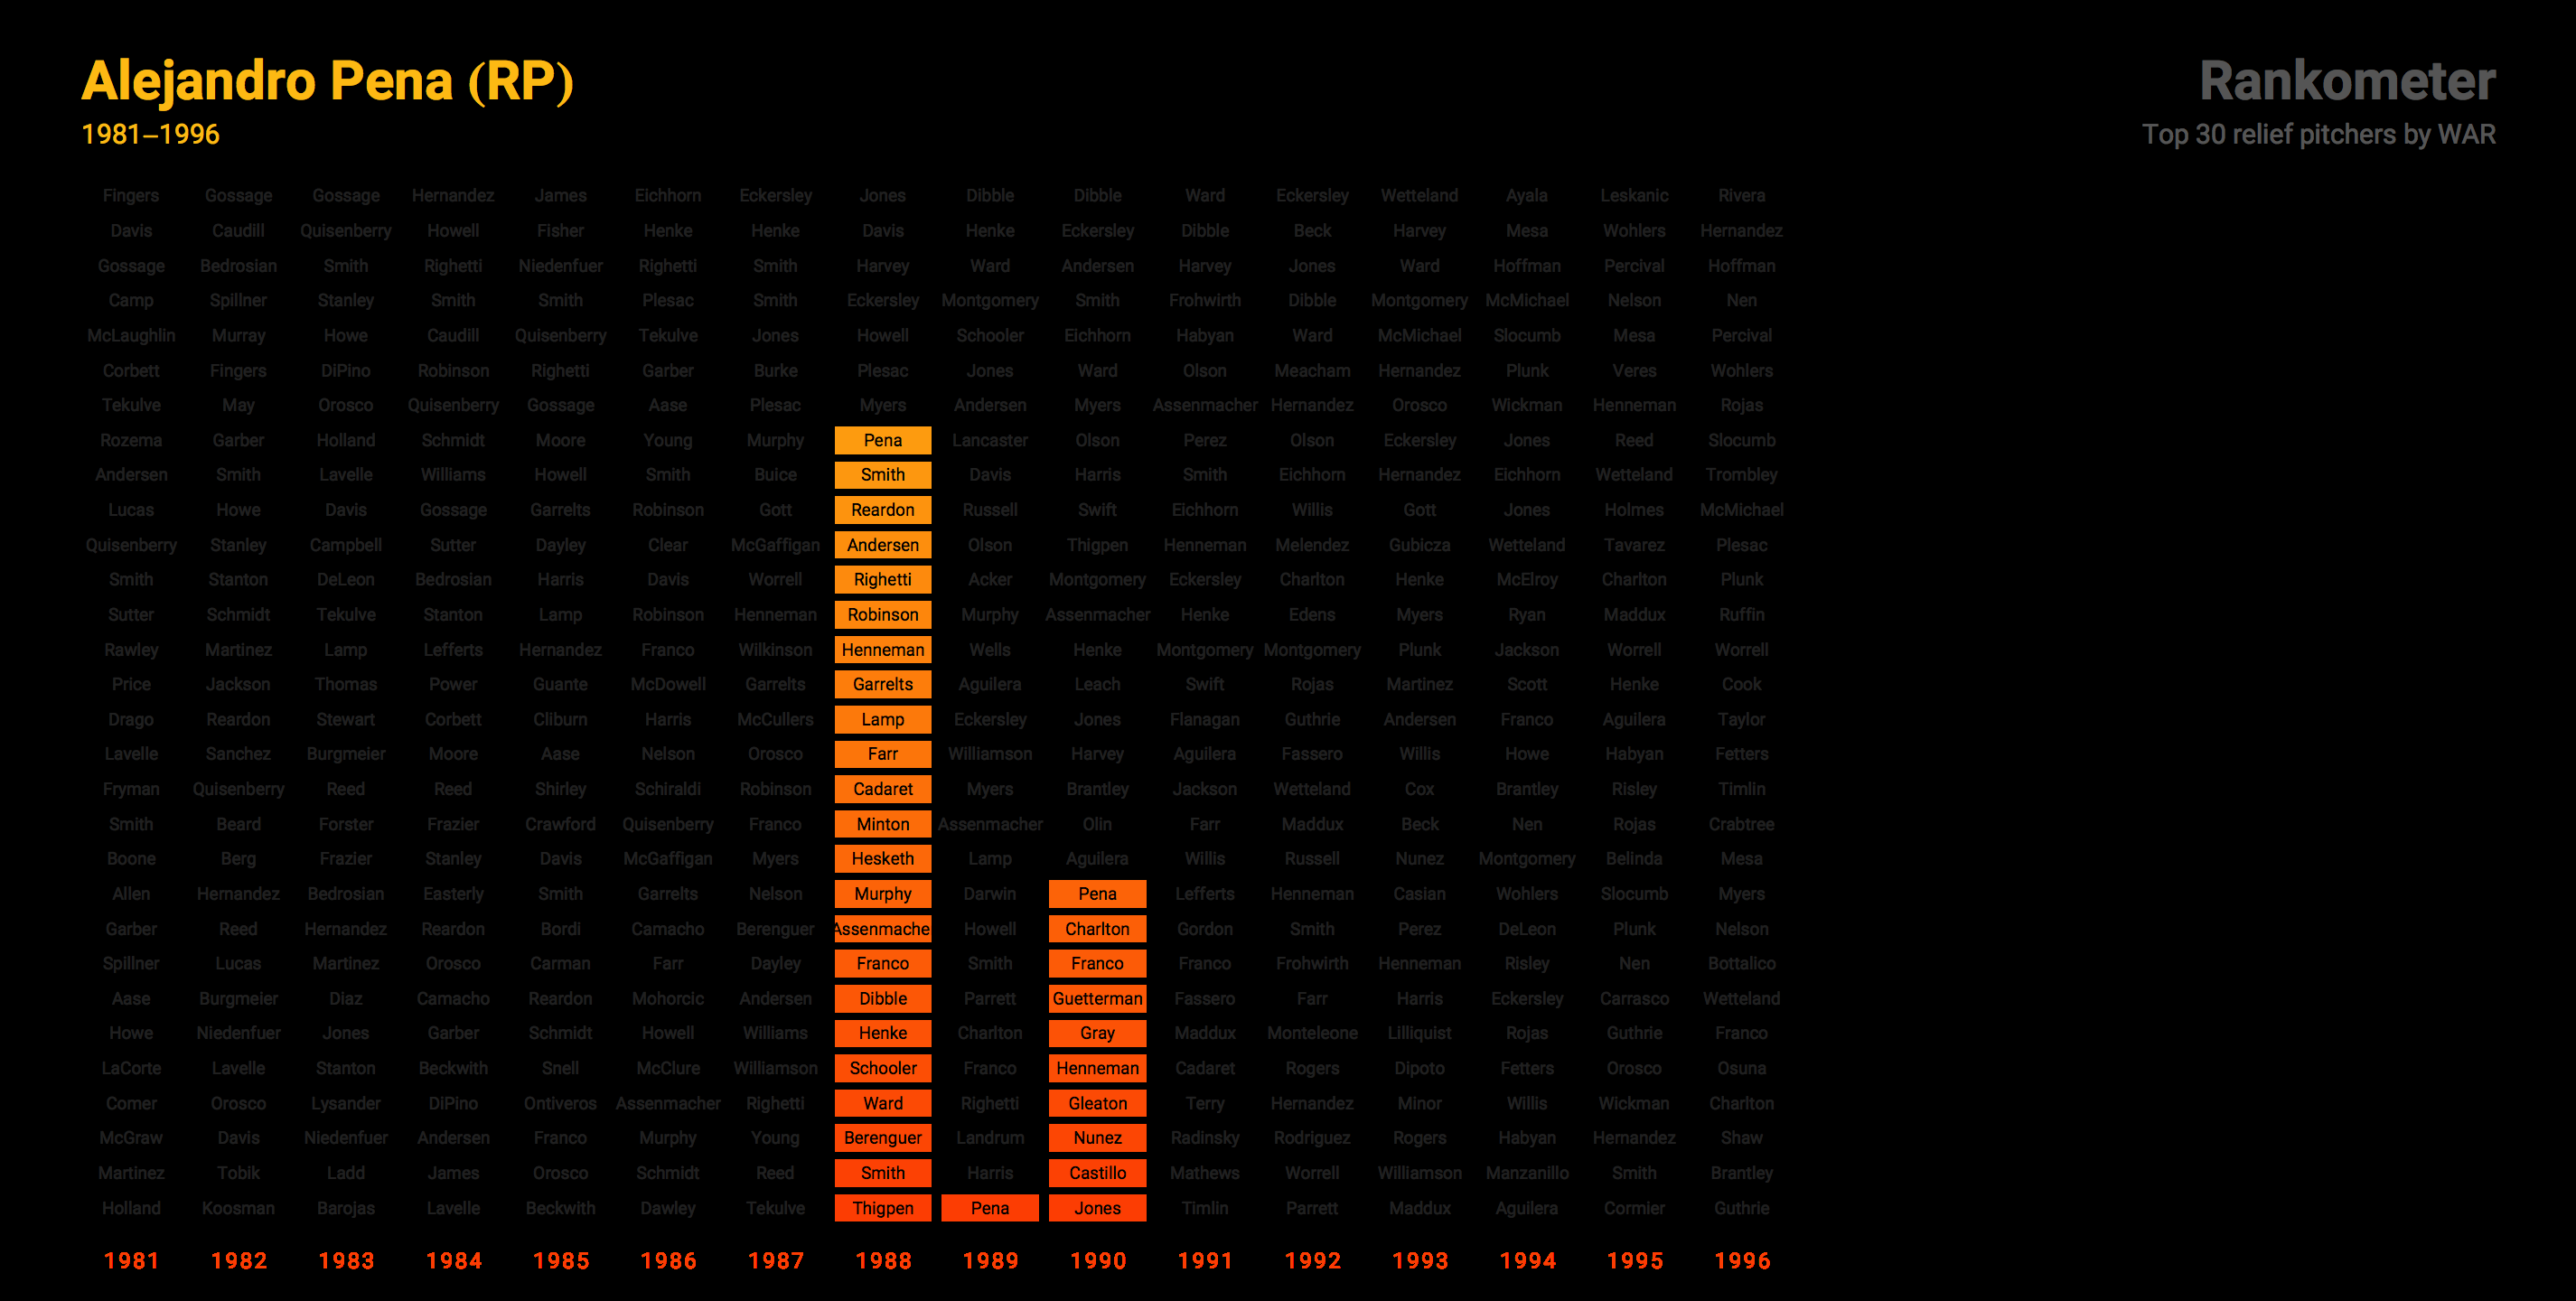 Alejandro Pena (RP)
1981–1996
Rankometer
Top 30 relief pitchers by WAR
Fingers Gossage Gossage Hernandez James Eichhorn Eckersley Jones Dibble Dibble Ward Eckersley Wetteland Ayala Leskanic Rivera
Davis Caudill Quisenberry Howell Fisher Henke Henke Davis Henke Eckersley Dibble Beck Harvey Mesa Wohlers Hernandez
Gossage Bedrosian Smith Righetti Niedenfuer Righetti Smith Harvey Ward Andersen Harvey Jones Ward Hoffman Percival Hoffman
Camp Spillner Stanley Smith Smith Plesac Smith Eckersley Montgomery Smith Frohwirth Dibble Montgomery McMichael Nelson Nen
McLaughlin Murray Howe Caudill Quisenberry Tekulve Jones Howell Schooler Eichhorn Habyan Ward McMichael Slocumb Mesa Percival
Corbett Fingers DiPino Robinson Righetti Garber Burke Plesac Jones Ward Olson Meacham Hernandez Plunk Veres Wohlers
Tekulve May Orosco Quisenberry Gossage Aase Plesac Myers Andersen Myers Assenmacher Hernandez Orosco Wickman Henneman Rojas
Rozema Garber Holland Schmidt Moore Young Murphy Pena Lancaster Olson Perez Olson Eckersley Jones Reed Slocumb
Andersen Smith Lavelle Williams Howell Smith Buice Smith Davis Harris Smith Eichhorn Hernandez Eichhorn Wetteland Trombley
Lucas Howe Davis Gossage Garrelts Robinson Gott Reardon Russell Swift Eichhorn Willis Gott Jones Holmes McMichael
Quisenberry Stanley Campbell Sutter Dayley Clear McGaffigan Andersen Olson Thigpen Henneman Melendez Gubicza Wetteland Tavarez Plesac
Smith Stanton DeLeon Bedrosian Harris Davis Worrell Righetti Acker Montgomery Eckersley Charlton Henke McElroy Charlton Plunk
Sutter Schmidt Tekulve Stanton Lamp Robinson Henneman Robinson Murphy Assenmacher Henke Edens Myers Ryan Maddux Ruffin
Rawley Martinez Lamp Lefferts Hernandez Franco Wilkinson Henneman Wells Henke Montgomery Montgomery Plunk Jackson Worrell Worrell
Price Jackson Thomas Power Guante McDowell Garrelts Garrelts Aguilera Leach Swift Rojas Martinez Scott Henke Cook
Drago Reardon Stewart Corbett Cliburn Harris McCullers Lamp Eckersley Jones Flanagan Guthrie Andersen Franco Aguilera Taylor
Lavelle Sanchez Burgmeier Moore Aase Nelson Orosco Farr Williamson Harvey Aguilera Fassero Willis Howe Habyan Fetters
Fryman Quisenberry Reed Reed Shirley Schiraldi Robinson Cadaret Myers Brantley Jackson Wetteland Cox Brantley Risley Timlin
Smith Beard Forster Frazier Crawford Quisenberry Franco Minton Assenmacher Olin Farr Maddux Beck Nen Rojas Crabtree
Boone Berg Frazier Stanley Davis McGaffigan Myers Hesketh Lamp Aguilera Willis Russell Nunez Montgomery Belinda Mesa
Allen Hernandez Bedrosian Easterly Smith Garrelts Nelson Murphy Darwin Pena Lefferts Henneman Casian Wohlers Slocumb Myers
Garber Reed Hernandez Reardon Bordi Camacho Berenguer Assenmache Howell Charlton Gordon Smith Perez DeLeon Plunk Nelson
Spillner Lucas Martinez Orosco Carman Farr Dayley Franco Smith Franco Franco Frohwirth Henneman Risley Nen Bottalico
Aase Burgmeier Diaz Camacho Reardon Mohorcic Andersen Dibble Parrett Guetterman Fassero Farr Harris Eckersley Carrasco Wetteland
Howe Niedenfuer Jones Garber Schmidt Howell Williams Henke Charlton Gray Maddux Monteleone Lilliquist Rojas Guthrie Franco
LaCorte Lavelle Stanton Beckwith Snell McClure Williamson Schooler Franco Henneman Cadaret Rogers Dipoto Fetters Orosco Osuna
Comer Orosco Lysander DiPino Ontiveros Assenmacher Righetti Ward Righetti Gleaton Terry Hernandez Minor Willis Wickman Charlton
McGraw Davis Niedenfuer Andersen Franco Murphy Young Berenguer Landrum Nunez Radinsky Rodriguez Rogers Habyan Hernandez Shaw
Martinez Tobik Ladd James Orosco Schmidt Reed Smith Harris Castillo Mathews Worrell Williamson Manzanillo Smith Brantley
Holland Koosman Barojas Lavelle Beckwith Dawley Tekulve Thigpen Pena Jones Timlin Parrett Maddux Aguilera Cormier Guthrie
1981 1982 1983 1984 1985 1986 1987 1988 1989 1990 1991 1992 1993 1994 1995 1996